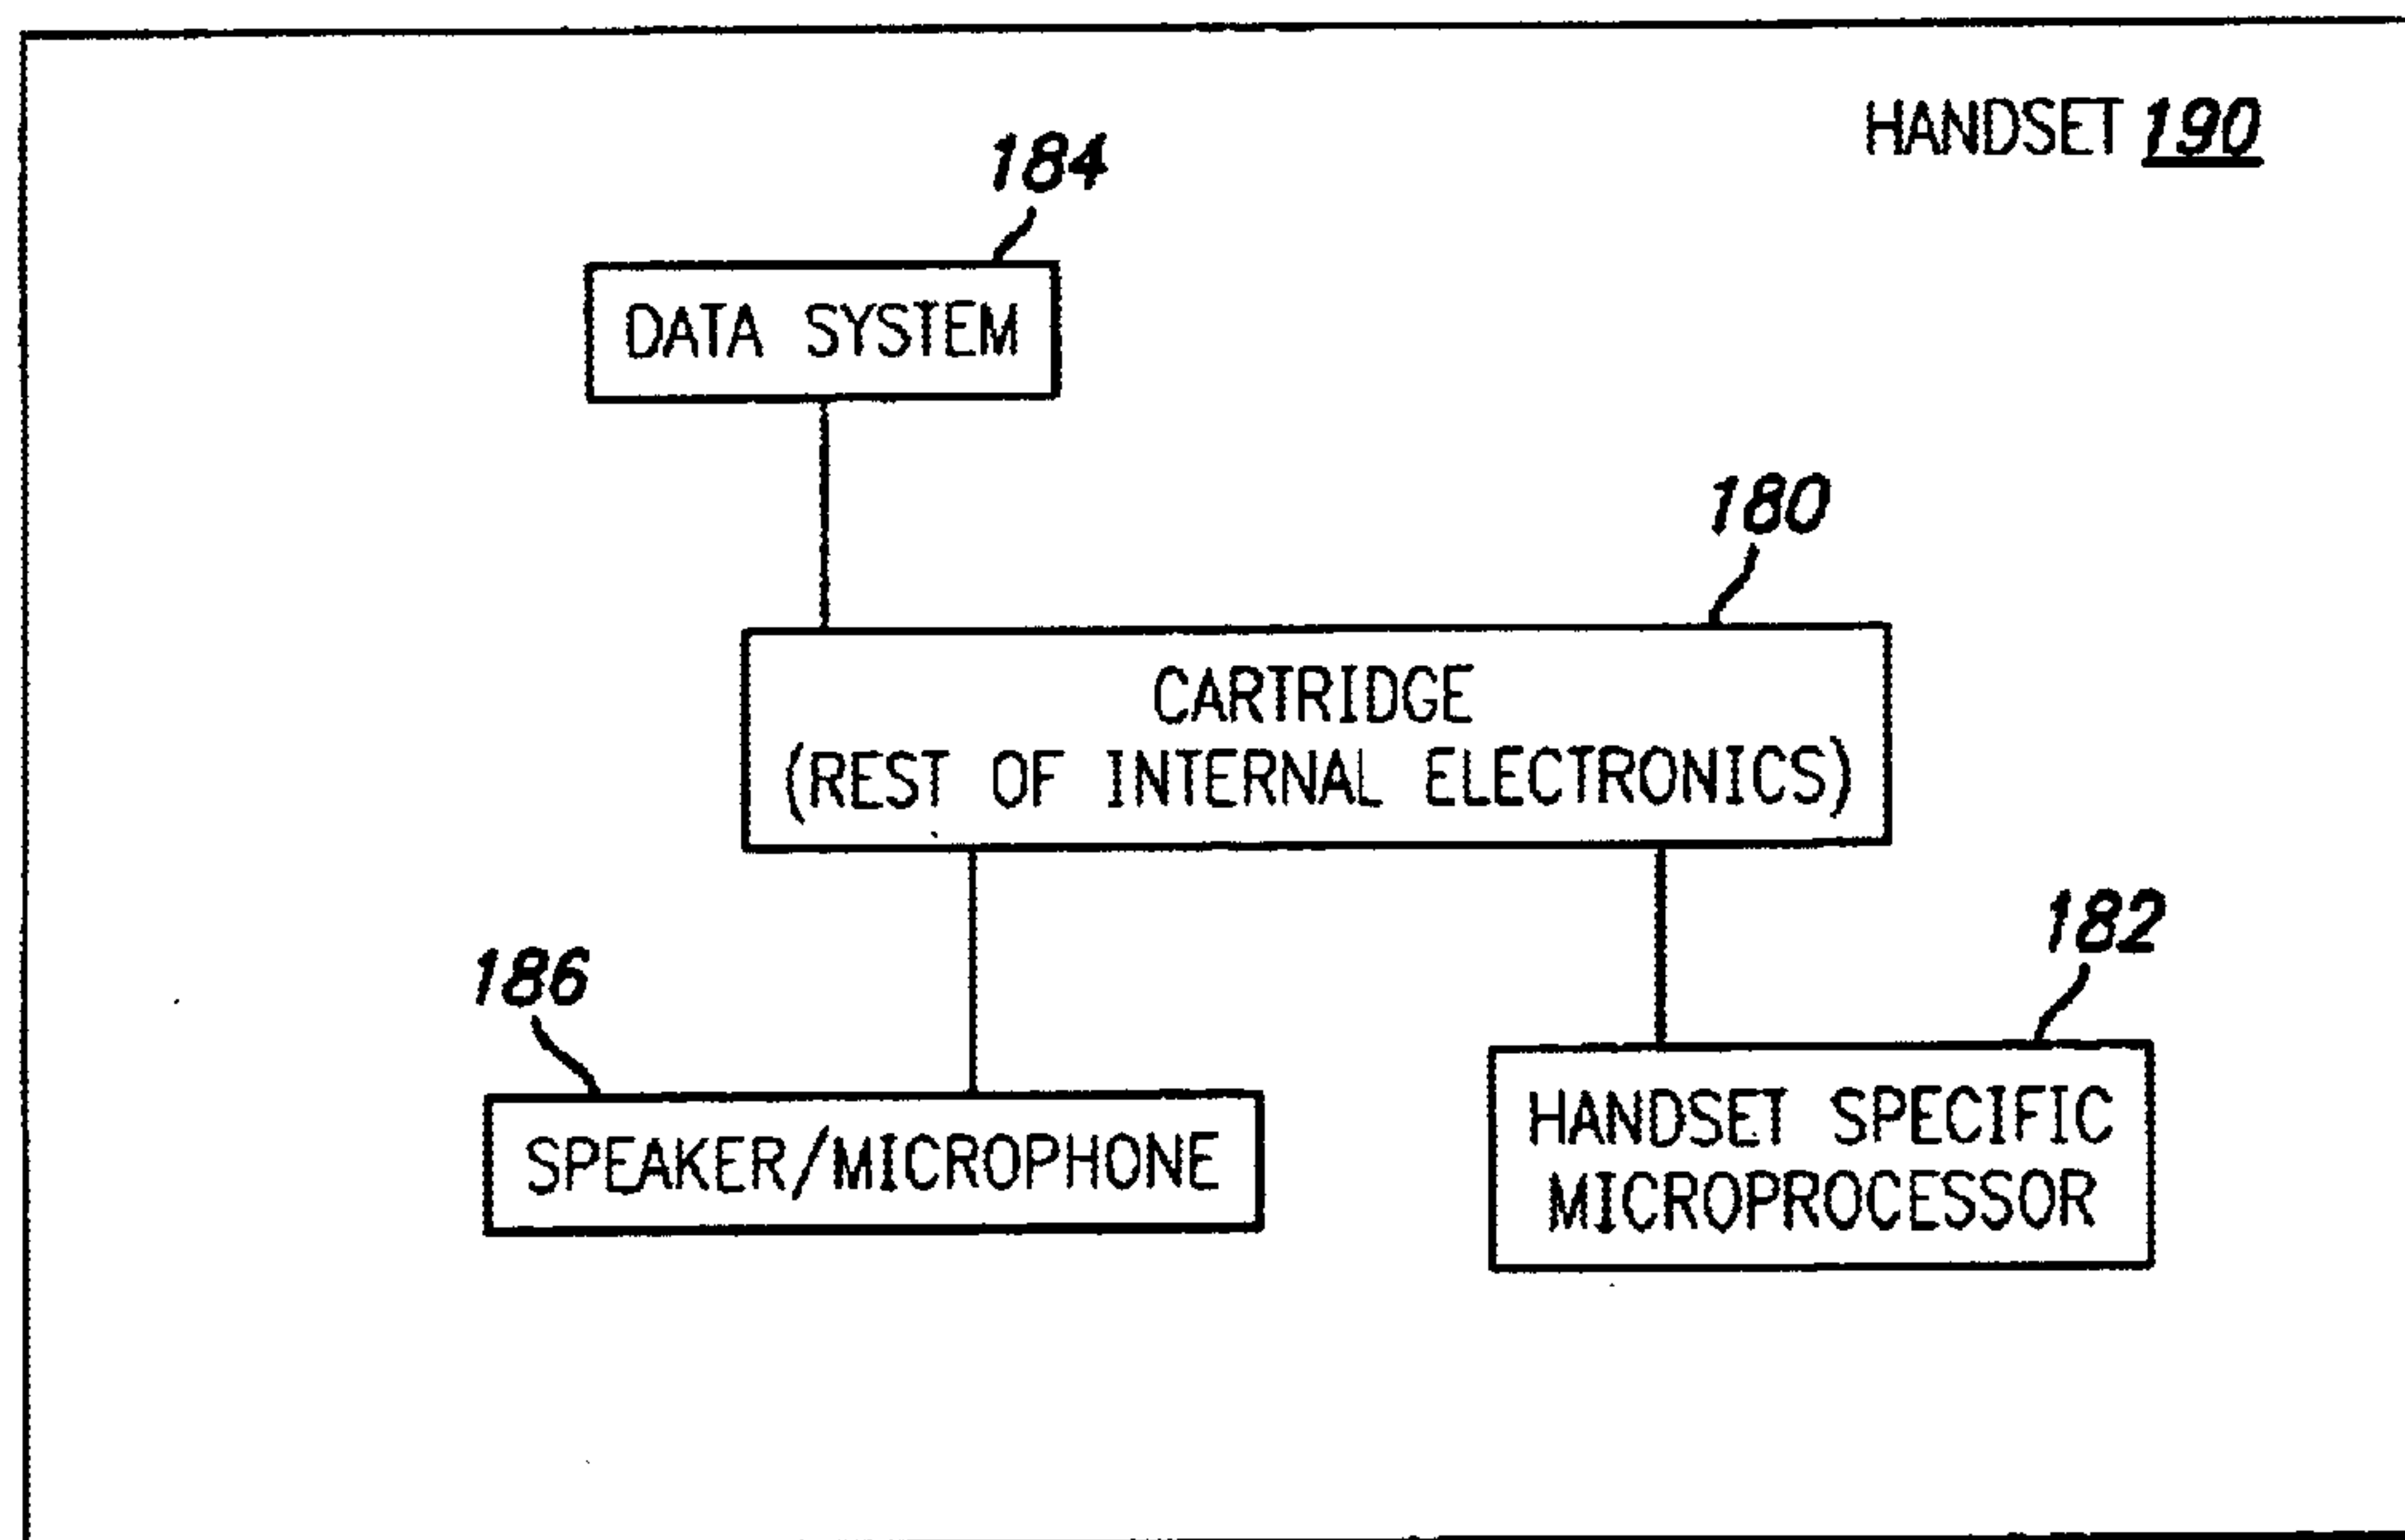 HANDSET 190
184
DATA SYSTEM
180
CARTRIDGE
(REST OF INTERNAL ELECTRONICS)
186
SPEAKER/MICROPHONE
182
HANDSET SPECIFIC
MICROPROCESSOR